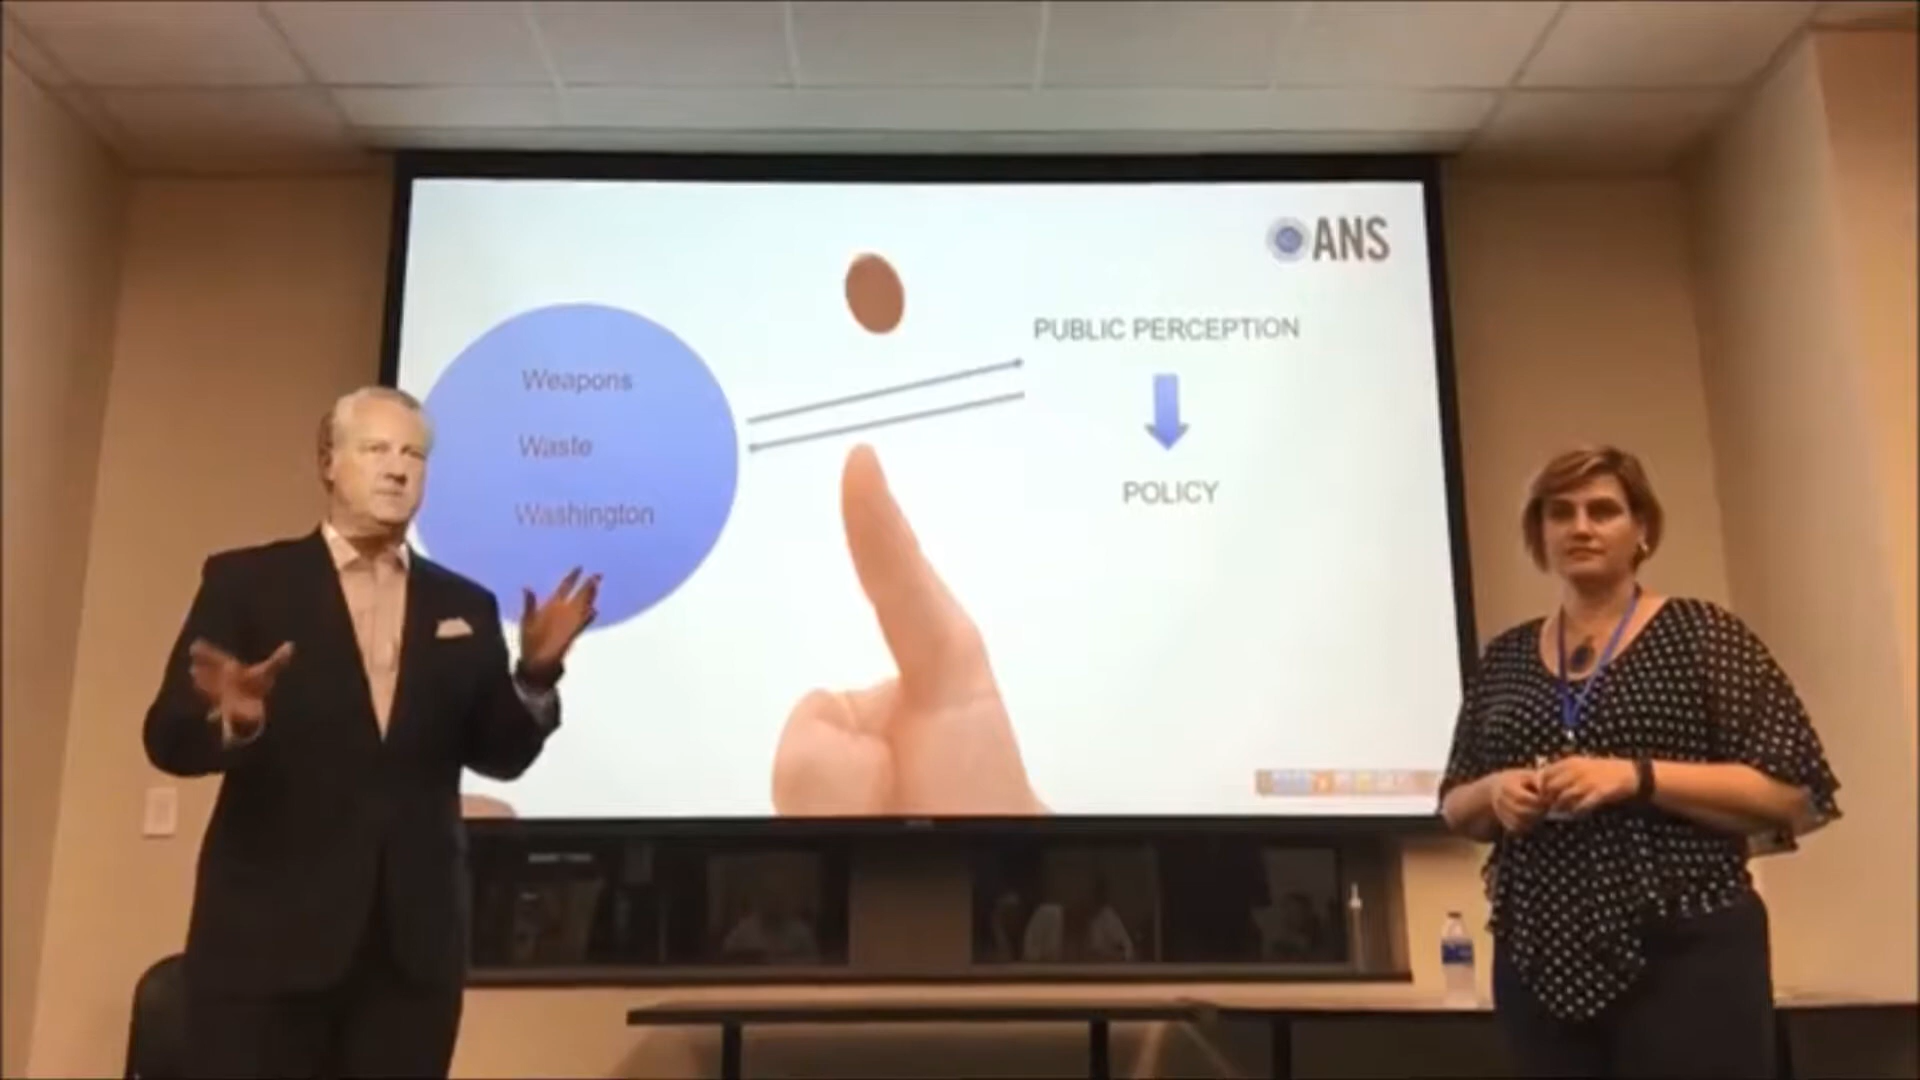 ANS
Weapons
Waste
Washington
PUBLIC PERCEPTION
POLICY